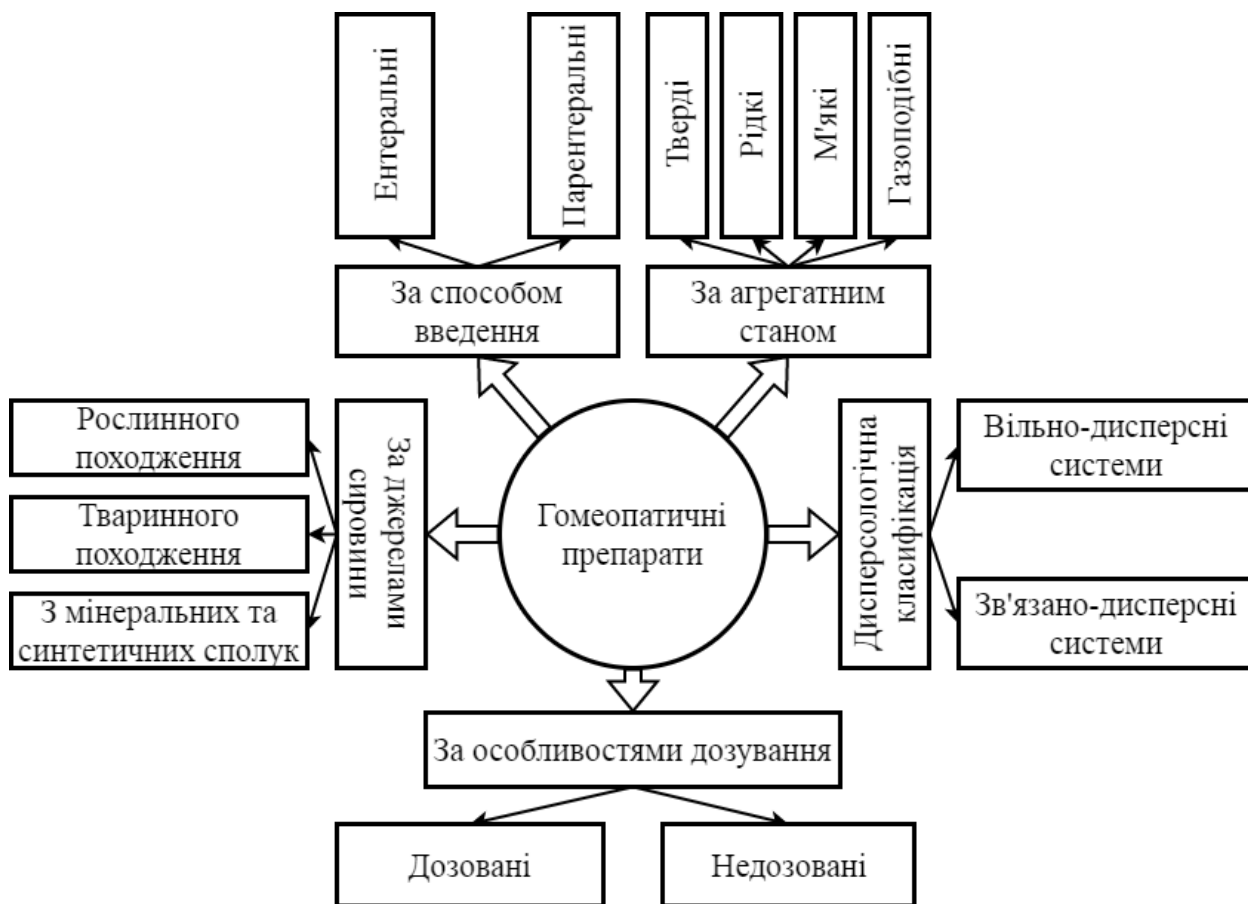 Ентеральні
Парентеральні
Тверді
Рідкі
М'які
Газоподібні
За способом
введення
За агрегатним
станом
Рослинного
походження
Тваринного
походження
З мінеральних та
синтетичних сполук
За джерелами
сировини
Гомеопатичні
препарати
Дисперсологічна
класифікація
Вільно-дисперсні
системи
Зв'язано-дисперсні
системи
За особливостями дозування
Дозовані
Недозовані